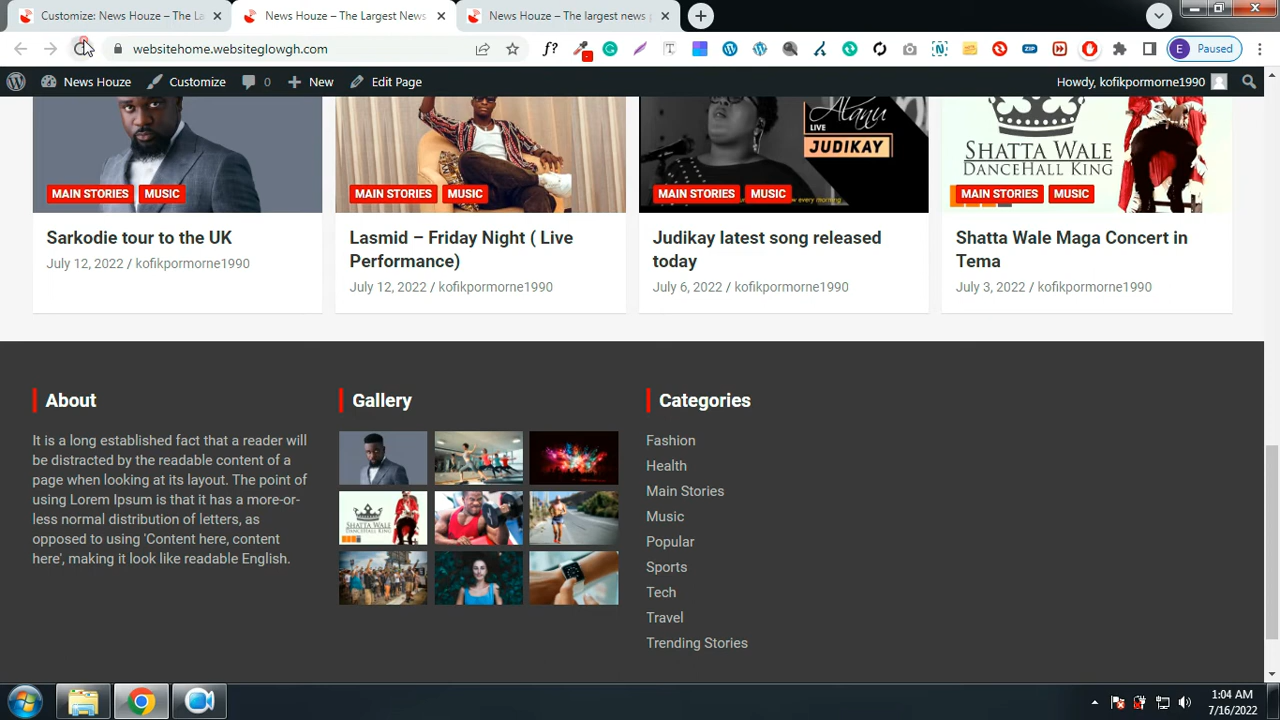 Customize: News Houze – The La
News Houze – The Largest News
News Houze – The largest news p
websitehome.websiteglowgh.com
f?
T
N
ZIP
E
Paused
News Houze
Customize
0
New
Edit Page
Howdy, kofikpormorne1990
Alanu
LIVE
JUDIKAY
SHATTA WALE
DANCEHALL KING
MAIN STORIES
MUSIC
MAIN STORIES
MUSIC
MAIN STORIES
MUSIC
MAIN STORIES
MUSIC
Sarkodie tour to the UK
July 12, 2022 / kofikpormorne1990
Lasmid – Friday Night ( Live
Performance)
July 12, 2022 / kofikpormorne1990
Judikay latest song released
today
July 6, 2022 / kofikpormorne1990
Shatta Wale Maga Concert in
Tema
July 3, 2022 / kofikpormorne1990
About
It is a long established fact that a reader will
be distracted by the readable content of a
page when looking at its layout. The point of
using Lorem Ipsum is that it has a more-or-
less normal distribution of letters, as
opposed to using 'Content here, content
here', making it look like readable English.
Gallery
SHATTA WALE
DANCEHALL KING
Categories
Fashion
Health
Main Stories
Music
Popular
Sports
Tech
Travel
Trending Stories
1:04 AM
7/16/2022